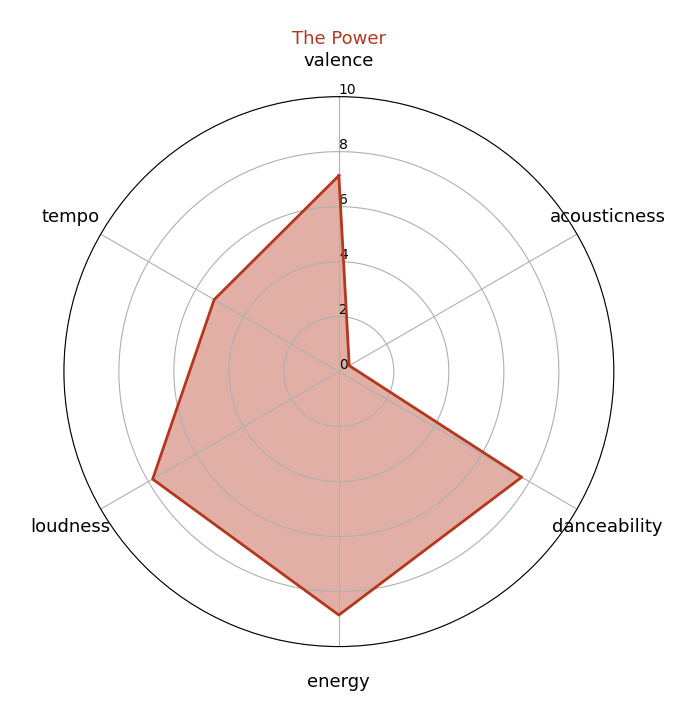 The Power
valence
10
8
6
4
2
0
tempo
acousticness
loudness
danceability
energy